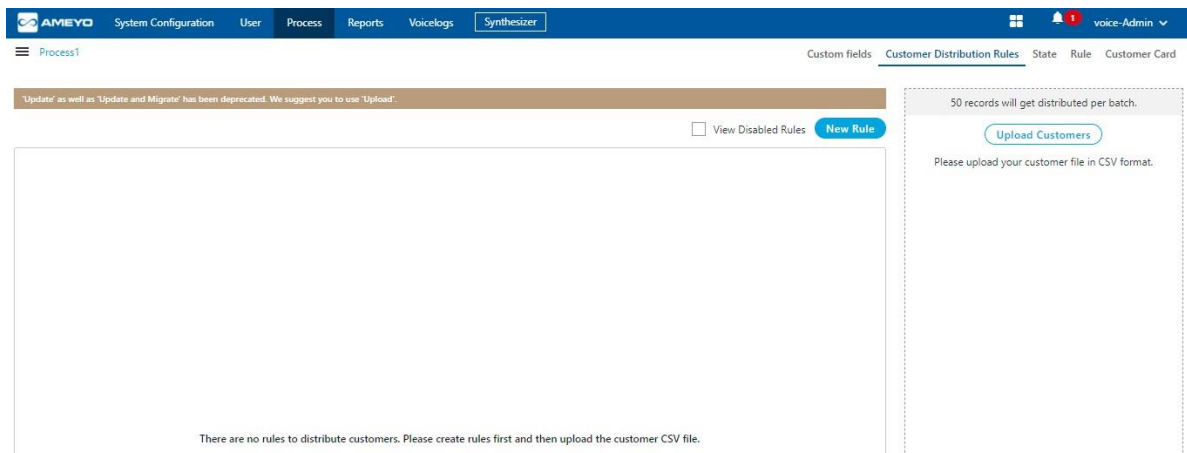 AMEYO System Configuration User Process Reports Voicelogs Synthesizer 1 voice-Admin
Process1 Custom fields Customer Distribution Rules State Rule Customer Card
'Update' as well as 'Update and Migrate' has been deprecated. We suggest you to use 'Upload'.
View Disabled Rules New Rule
There are no rules to distribute customers. Please create rules first and then upload the customer CSV file.
50 records will get distributed per batch.
Upload Customers
Please upload your customer file in CSV format.